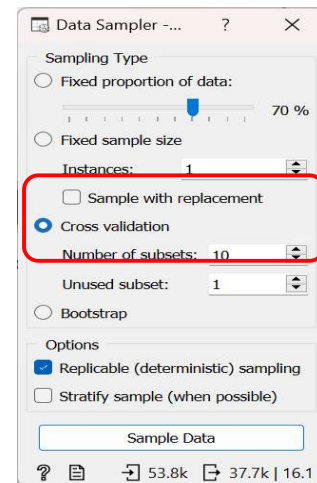 Data Sampler -... ? ×
Sampling Type
Fixed proportion of data:
70 %
Fixed sample size
Instances: 1
Sample with replacement
Cross validation
Number of subsets: 10
Unused subset: 1
Bootstrap
Options
Replicable (deterministic) sampling
Stratify sample (when possible)
Sample Data
? 53.8k 37.7k | 16.1